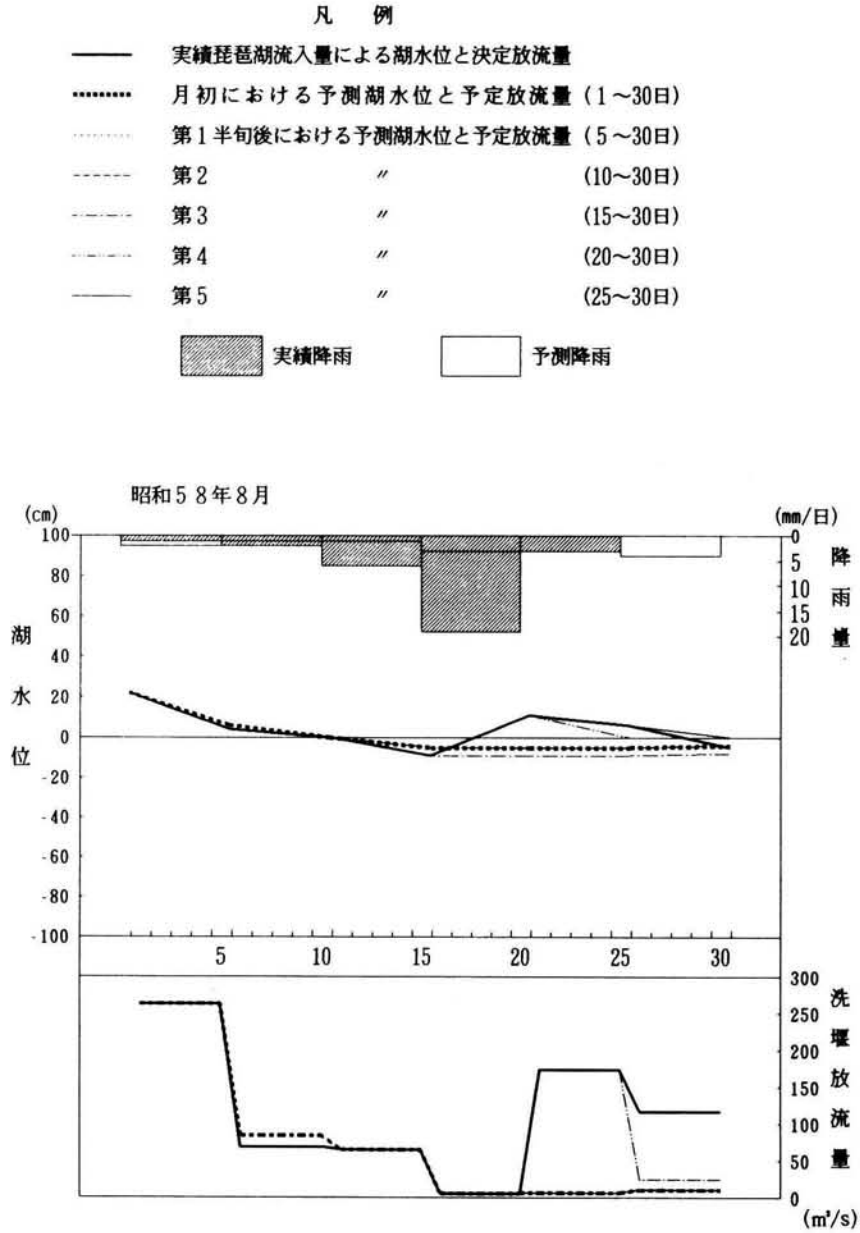 凡 例
実績琵琶湖流入量による湖水位と決定放流量
月初における予測湖水位と予定放流量 (1～30日)
第1半旬後における予測湖水位と予定放流量 (5～30日)
第2 〃 (10～30日)
第3 〃 (15～30日)
第4 〃 (20～30日)
第5 〃 (25～30日)
実績降雨 予測降雨
昭和58年8月
(cm) (mm/日)
100 0
80 5
60 10
40 15
20 20
0
-20
-40
-60
-80
-100
湖水位
降雨量
5 10 15 20 25 30
300
250
200
150
100
50
0
洗堰放流量
(m³/s)